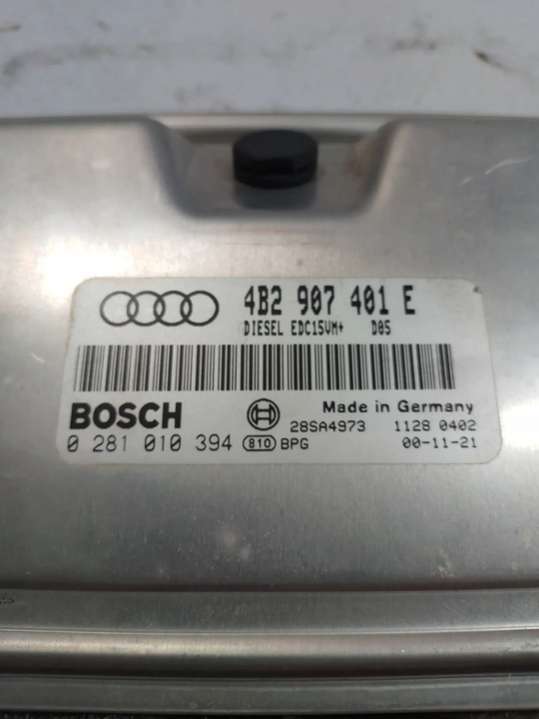 4B2 907 401 E
DIESEL EDC15VM+ D05
BOSCH Made in Germany
28SA4973 1128 0402
0 281 010 394 810 BPG 00-11-21